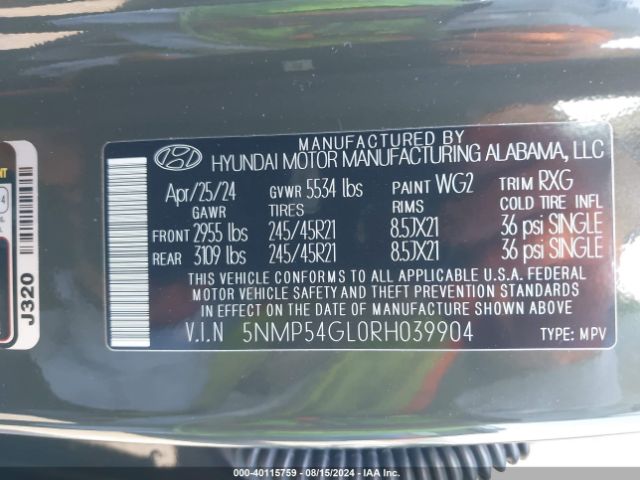 MANUFACTURED BY
HYUNDAI MOTOR MANUFACTURING ALABAMA, LLC
Apr/25/24 GVWR 5534 lbs PAINT WG2 TRIM RXG
GAWR TIRES RIMS COLD TIRE INFL
FRONT 2955 lbs 245/45R21 8.5JX21 36 psi SINGLE
REAR 3109 lbs 245/45R21 8.5JX21 36 psi SINGLE
THIS VEHICLE CONFORMS TO ALL APPLICABLE U.S.A. FEDERAL
MOTOR VEHICLE SAFETY AND THEFT PREVENTION STANDARDS
IN EFFECT ON THE DATE OF MANUFACTURE SHOWN ABOVE
V.I.N 5NMP54GL0RH039904 TYPE: MPV
J320
000-40115759 - 08/15/2024 - IAA Inc.